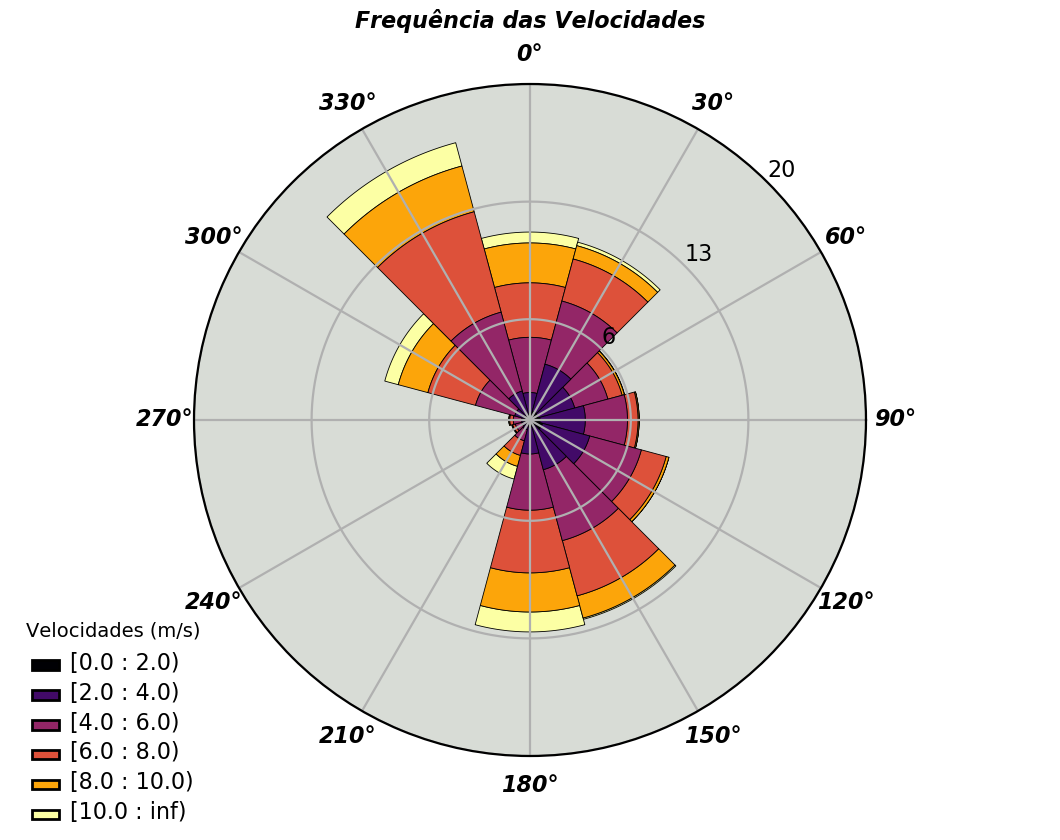 Frequência das Velocidades
0°
330°
30°
20
300°
60°
13
6
270°
90°
240°
120°
210°
150°
180°
Velocidades (m/s)
[0.0 : 2.0)
[2.0 : 4.0)
[4.0 : 6.0)
[6.0 : 8.0)
[8.0 : 10.0)
[10.0 : inf)